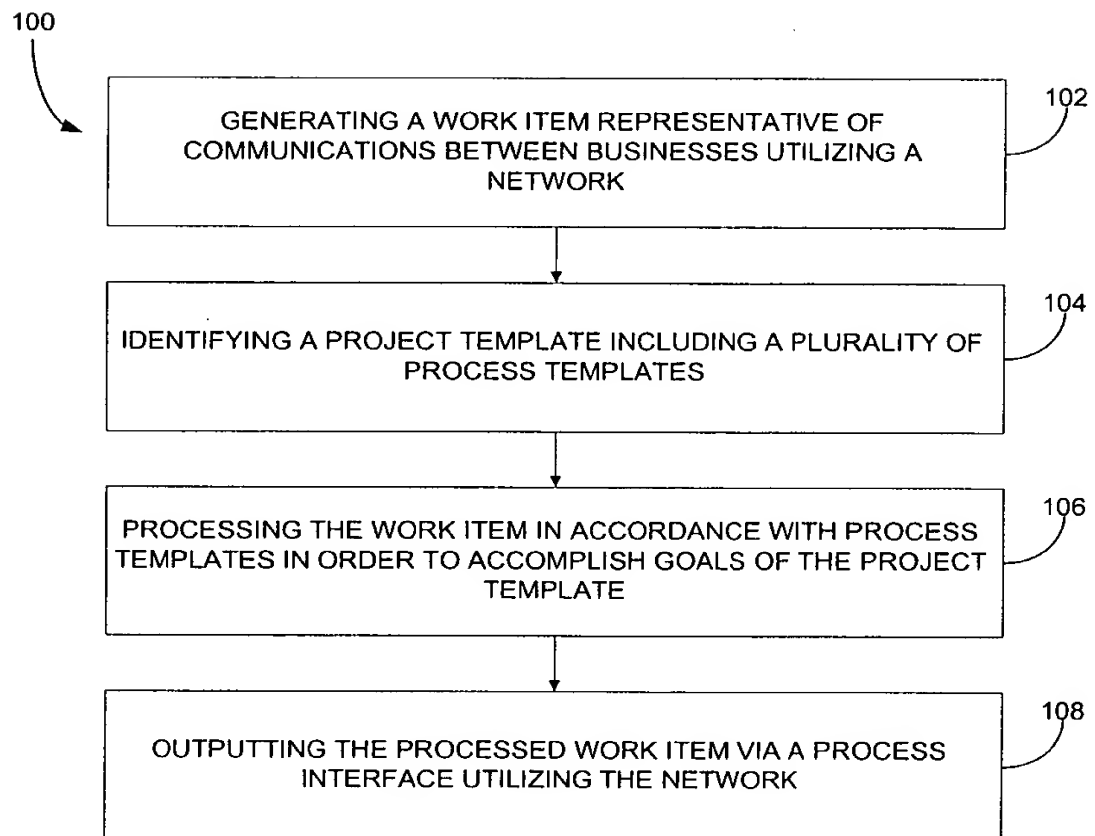 100
102
GENERATING A WORK ITEM REPRESENTATIVE OF
COMMUNICATIONS BETWEEN BUSINESSES UTILIZING A
NETWORK
104
IDENTIFYING A PROJECT TEMPLATE INCLUDING A PLURALITY OF
PROCESS TEMPLATES
106
PROCESSING THE WORK ITEM IN ACCORDANCE WITH PROCESS
TEMPLATES IN ORDER TO ACCOMPLISH GOALS OF THE PROJECT
TEMPLATE
108
OUTPUTTING THE PROCESSED WORK ITEM VIA A PROCESS
INTERFACE UTILIZING THE NETWORK